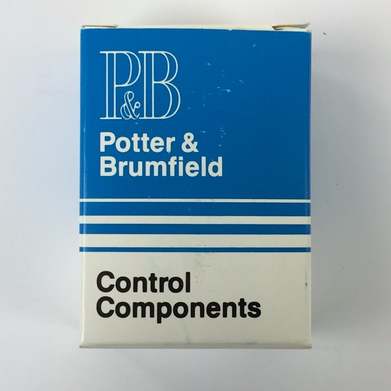 P&B
Potter &
Brumfield
Control
Components